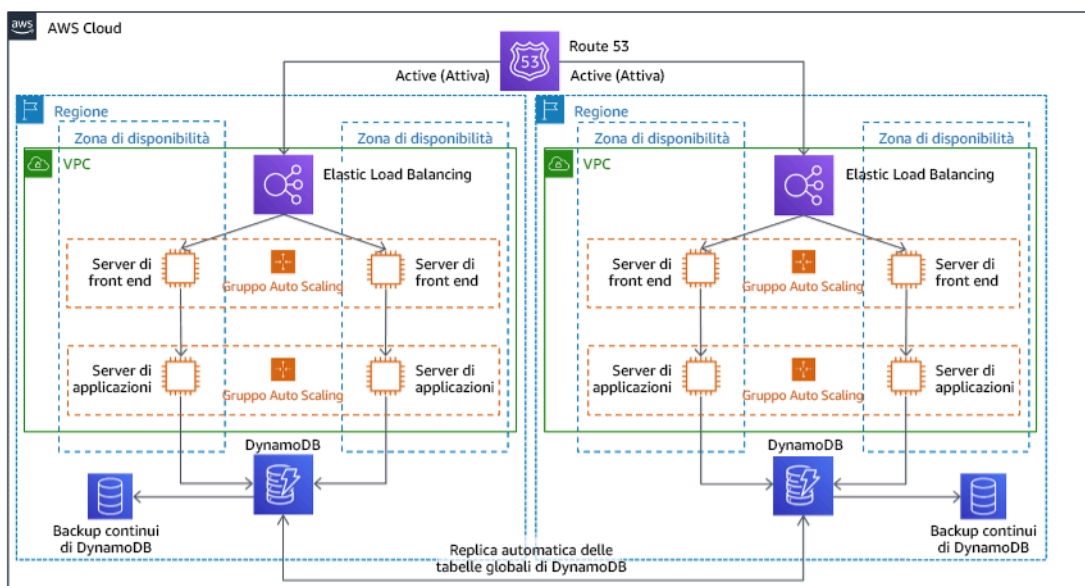 aws
AWS Cloud
Route 53
53
Active (Attiva)
Active (Attiva)
Regione
Zona di disponibilità
Zona di disponibilità
VPC
Elastic Load Balancing
Server di
front end
Gruppo Auto Scaling
Server di
front end
Server di
applicazioni
Gruppo Auto Scaling
Server di
applicazioni
DynamoDB
Backup continui
di DynamoDB
Regione
Zona di disponibilità
Zona di disponibilità
VPC
Elastic Load Balancing
Server di
front end
Gruppo Auto Scaling
Server di
front end
Server di
applicazioni
Gruppo Auto Scaling
Server di
applicazioni
DynamoDB
Backup continui
di DynamoDB
Replica automatica delle
tabelle globali di DynamoDB